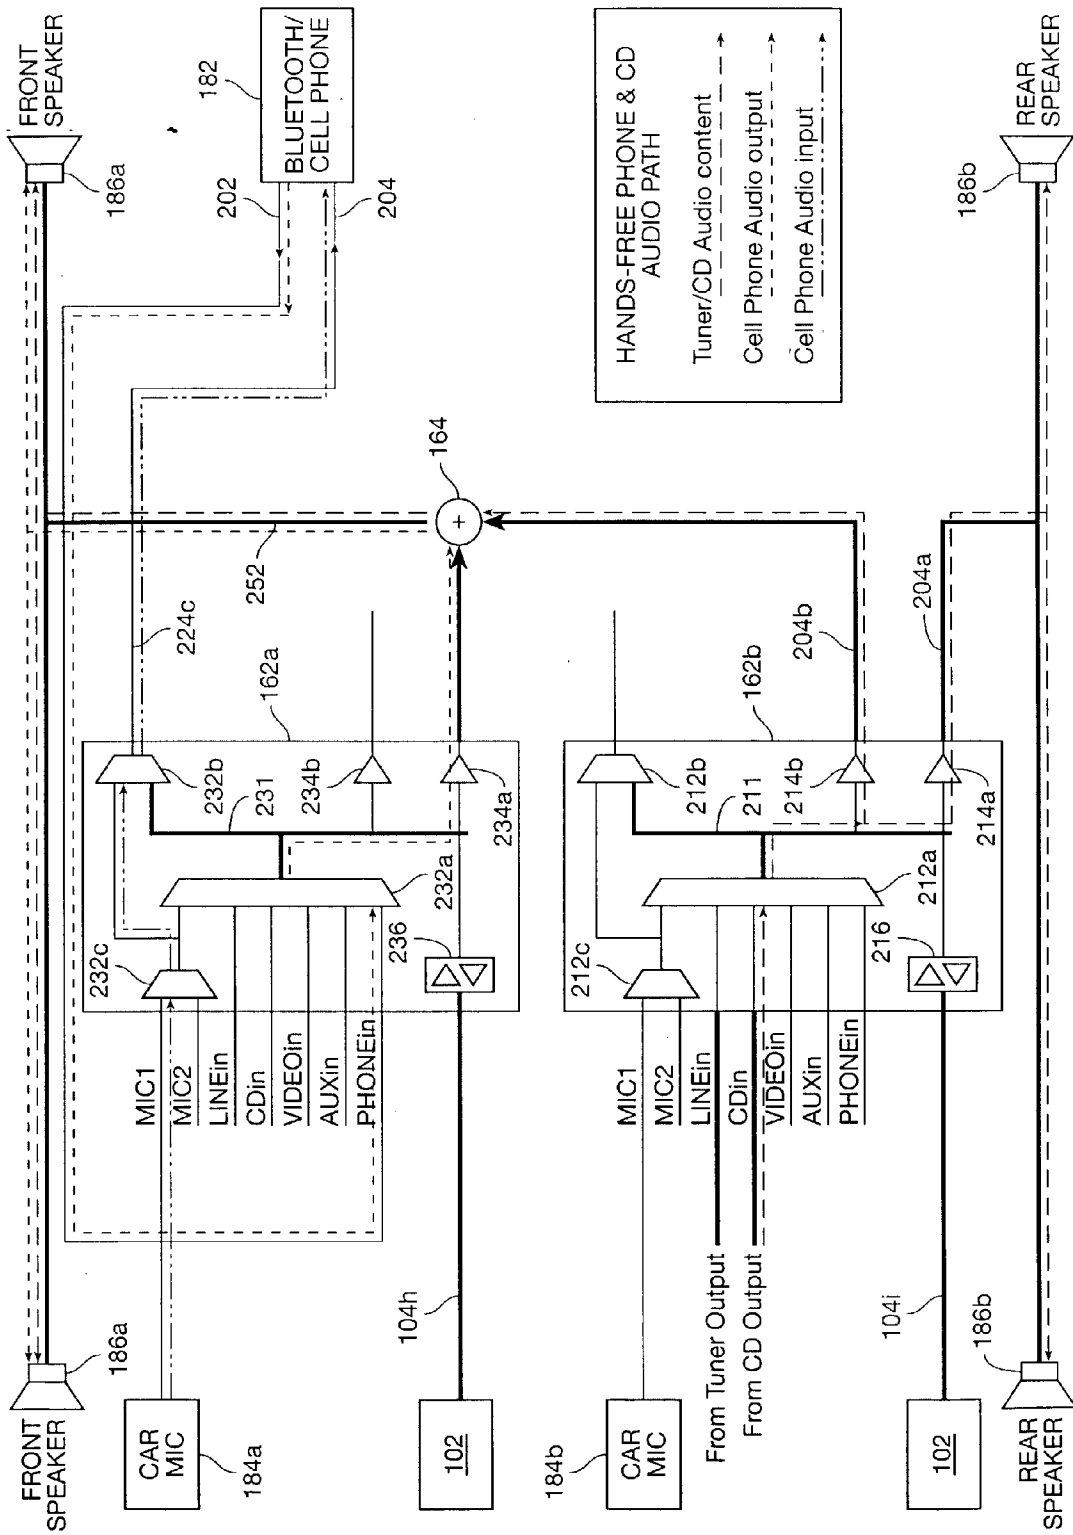 FRONT
SPEAKER
186a
FRONT
SPEAKER
186a
182
BLUETOOTH/
CELL PHONE
202
204
252
164
224c
CAR
MIC
184a
MIC1
MIC2
LINEin
CDin
VIDEOin
AUXin
PHONEin
232c
232b
231
234b
234a
232a
236
162a
+
102
104h
HANDS-FREE PHONE & CD
AUDIO PATH
Tuner/CD Audio content
Cell Phone Audio output
Cell Phone Audio input
CAR
MIC
184b
MIC1
MIC2
LINEin
CDin
VIDEOin
AUXin
PHONEin
From Tuner Output
From CD Output
212c
212b
211
214b
214a
212a
216
162b
204b
204a
102
104i
186b
REAR
SPEAKER
186b
REAR
SPEAKER